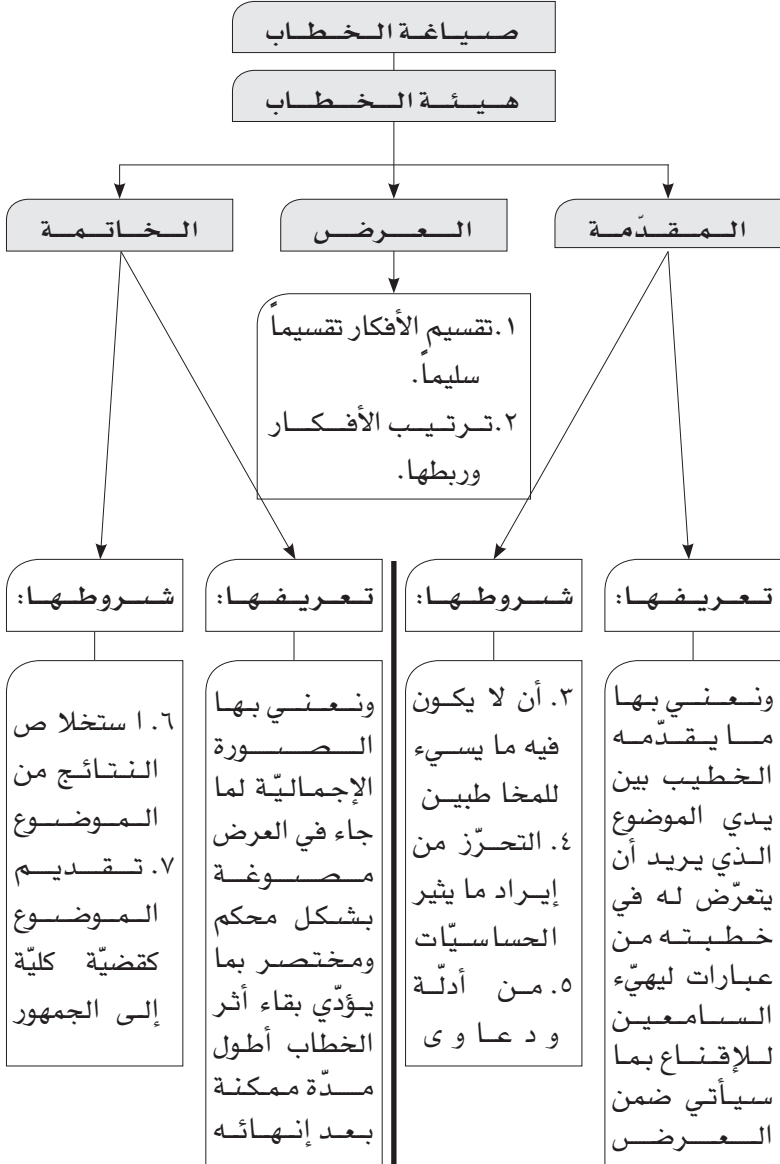 صياغة الخطاب
هيئة الخطاب
المقدّمة
العرض
الخاتمة
١.تقسيم الأفكار تقسيماً
سليماً.
٢.ترتيب الأفكار
وربطها.
تعريفها:
ونعني بها
ما يقدّمه
الخطيب بين
يدي الموضوع
الذي يريد أن
يتعرّض له في
خطبته من
عبارات ليهيّء
السامعين
للإقناع بما
سيأتي ضمن
العرض
شروطها:
٣. أن لا يكون
فيه ما يسيء
للمخا طبين
٤. التحرّز من
إيراد ما يثير
الحساسيّات
٥. من أدلّة
و د عـا و ى
تعريفها:
ونعني بها
الصورة
الإجماليّة لما
جاء في العرض
مصوغة
بشكل محكم
ومختصر بما
يؤدّي بقاء أثر
الخطاب أطول
مدّة ممكنة
بعد إنهائه
شروطها:
٦. ا ستخلا ص
النتائج من
الموضوع
٧. تقديم
الموضوع
كقضيّة كليّة
إلى الجمهور